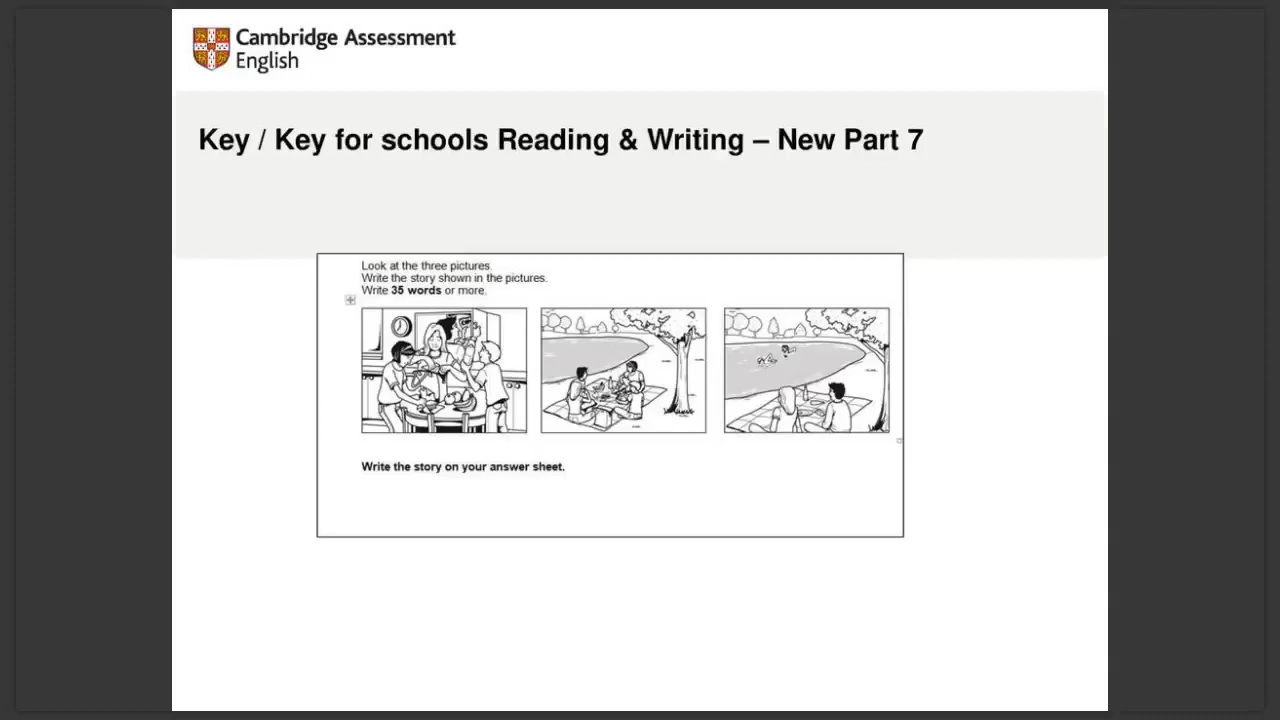 Cambridge Assessment
English
Key / Key for schools Reading & Writing – New Part 7
Look at the three pictures.
Write the story shown in the pictures.
Write 35 words or more.
Write the story on your answer sheet.